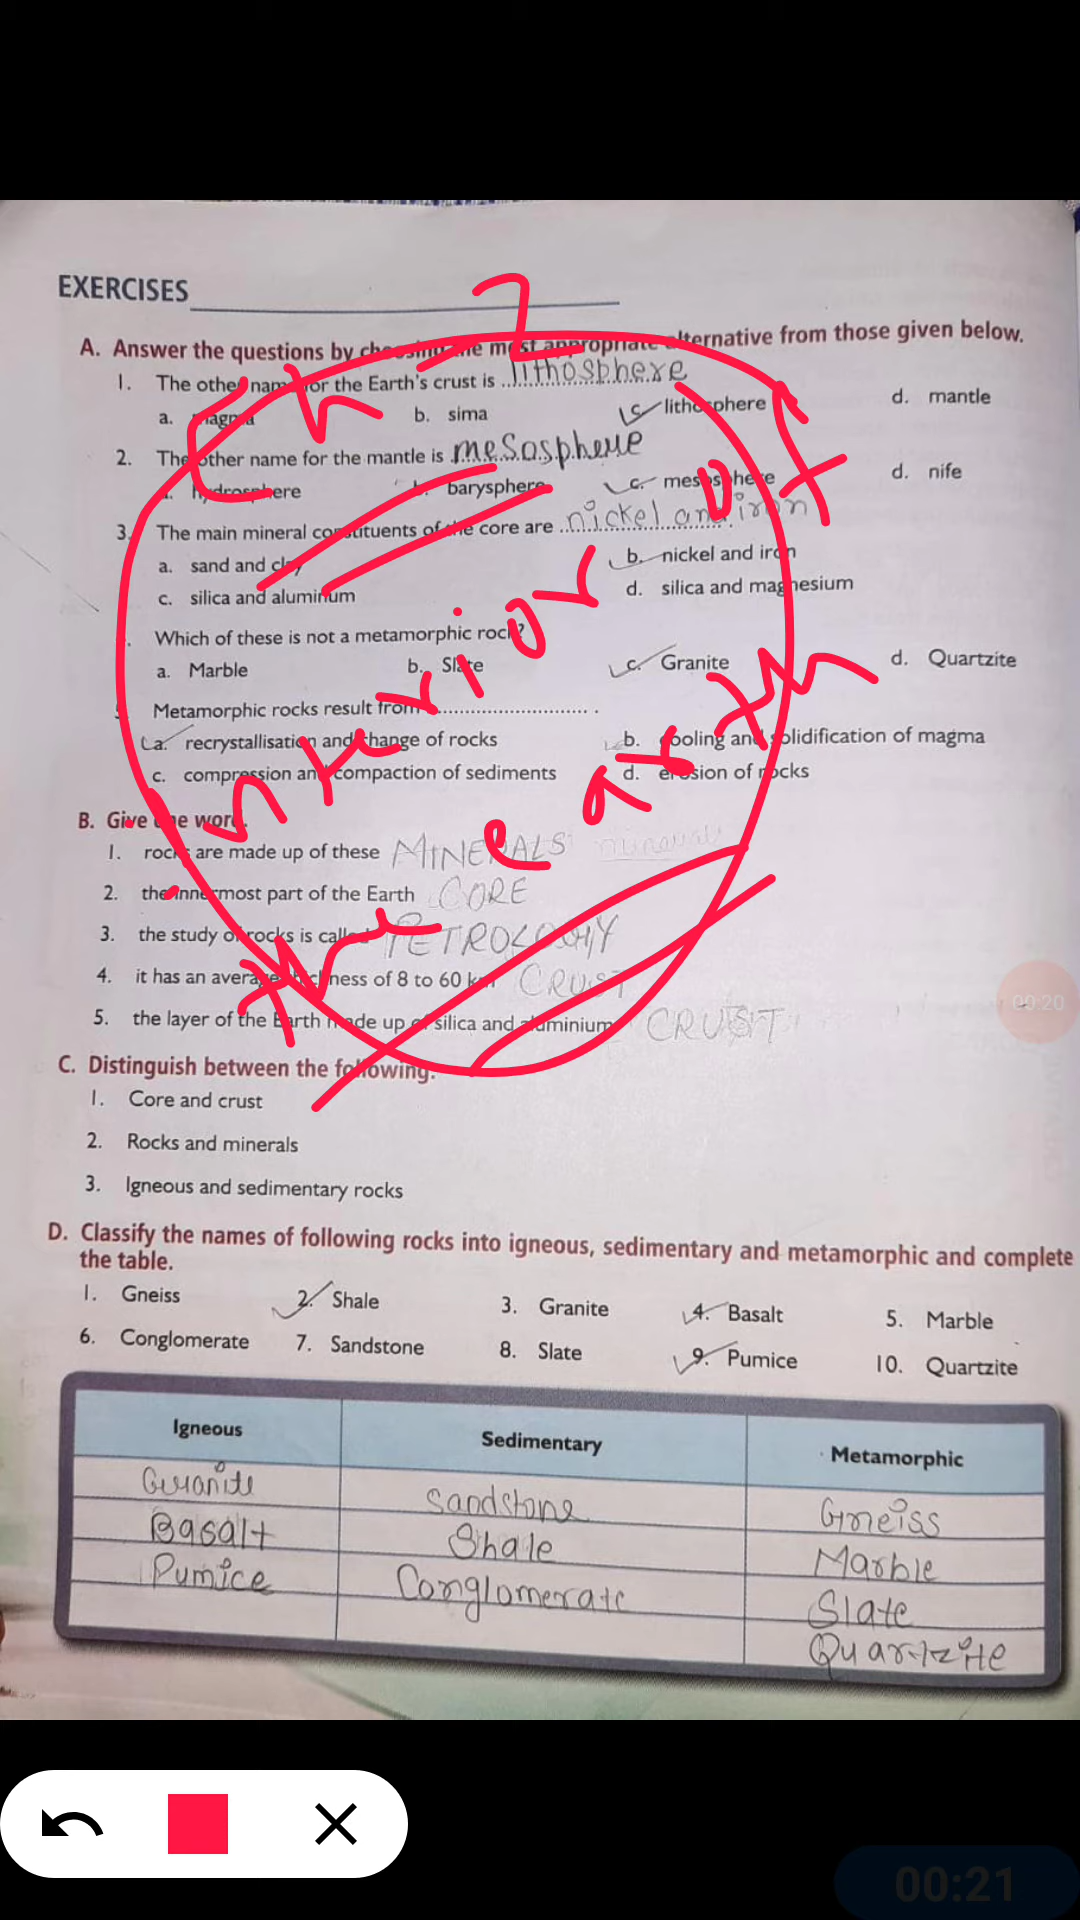 EXERCISES
A. Answer the questions by choosing the most appropriate alternative from those given below.
1. The other name for the Earth's crust is lithosphere
a. magma b. sima c. lithosphere d. mantle
2. The other name for the mantle is mesosphere
a. hydrosphere b. barysphere c. mesosphere d. nife
3. The main mineral constituents of the core are nickel and iron
a. sand and clay b. nickel and iron
c. silica and aluminum d. silica and magnesium
Which of these is not a metamorphic rock?
a. Marble b. Slate c. Granite d. Quartzite
Metamorphic rocks result from ............................ .
a. recrystallisation and change of rocks b. cooling and solidification of magma
c. compression and compaction of sediments d. erosion of rocks
B. Give one word.
1. rocks are made up of these MINERALS mineral
2. the innermost part of the Earth CORE
3. the study of rocks is called PETROLOGY
4. it has an average thickness of 8 to 60 km CRUST
5. the layer of the Earth made up of silica and aluminium CRUST
C. Distinguish between the following:
1. Core and crust
2. Rocks and minerals
3. Igneous and sedimentary rocks
D. Classify the names of following rocks into igneous, sedimentary and metamorphic and complete
the table.
1. Gneiss 2. Shale 3. Granite 4. Basalt 5. Marble
6. Conglomerate 7. Sandstone 8. Slate 9. Pumice 10. Quartzite
Igneous Sedimentary Metamorphic
Granite Sandstone Gneiss
Basalt Shale Marble
Pumice Conglomerate Slate
Quartzite
of
the earth
00:20
00:21